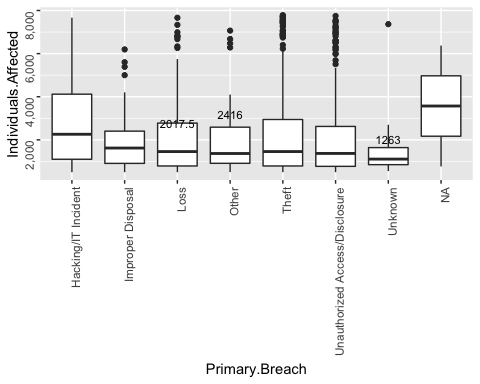 Individuals.Affected
8,000
6,000
4,000
2,000
2017.5
2416
1263
Hacking/IT Incident
Improper Disposal
Loss
Other
Theft
Unauthorized Access/Disclosure
Unknown
NA
Primary.Breach